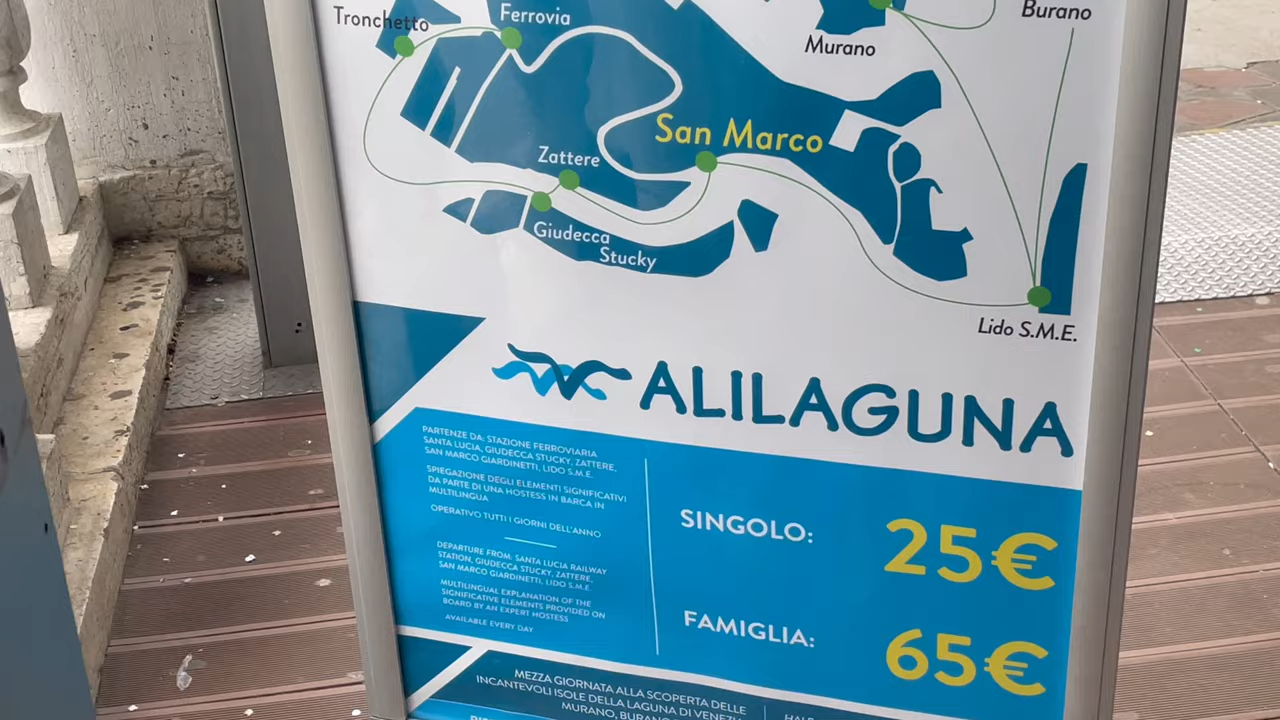 Tronchetto
Ferrovia
Burano
Murano
San Marco
Zattere
Giudecca
Stucky
Lido S.M.E.
ALILAGUNA
PARTENZE DA: STAZIONE FERROVIARIA
SANTA LUCIA, GIUDECCA STUCKY, ZATTERE,
SAN MARCO GIARDINETTI, LIDO S.M.E.
SPIEGAZIONE DEGLI ELEMENTI SIGNIFICATIVI
DA PARTE DI UNA HOSTESS IN BARCA IN
MULTILINGUA
OPERATIVO TUTTI I GIORNI DELL'ANNO
DEPARTURE FROM: SANTA LUCIA RAILWAY
STATION, GIUDECCA STUCKY, ZATTERE,
SAN MARCO GIARDINETTI, LIDO S.M.E.
MULTILINGUAL EXPLANATION OF THE
SIGNIFICATIVE ELEMENTS PROVIDED ON
BOARD BY AN EXPERT HOSTESS
AVAILABLE EVERY DAY
SINGOLO: 25€
FAMIGLIA: 65€
MEZZA GIORNATA ALLA SCOPERTA DELLE
INCANTEVOLI ISOLE DELLA LAGUNA DI VENEZI
MURANO, BURANO